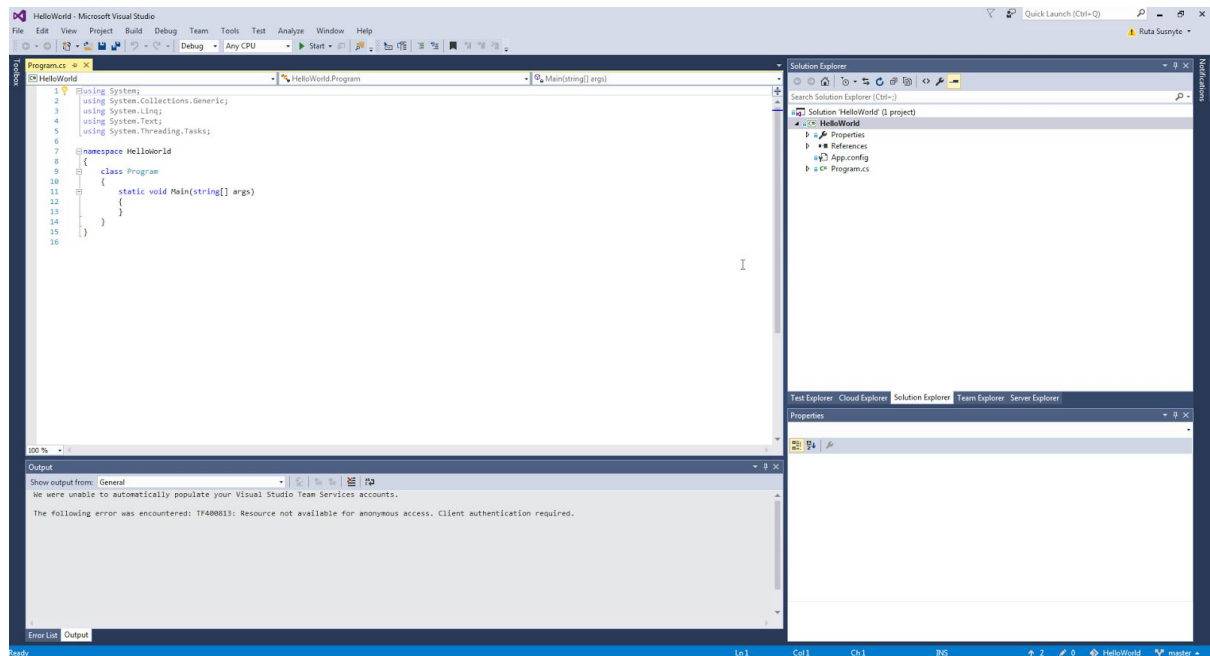 HelloWorld - Microsoft Visual Studio
Quick Launch (Ctrl+Q)
File Edit View Project Build Debug Team Tools Test Analyze Window Help
Ruta Susnyte
Debug Any CPU Start
Toolbox
Program.cs
HelloWorld HelloWorld.Program Main(string[] args)
1 using System;
2 using System.Collections.Generic;
3 using System.Linq;
4 using System.Text;
5 using System.Threading.Tasks;
6
7 namespace HelloWorld
8 {
9 class Program
10 {
11 static void Main(string[] args)
12 {
13 }
14 }
15 }
16
100 %
Output
Show output from: General
We were unable to automatically populate your Visual Studio Team Services accounts.
The following error was encountered: TF400813: Resource not available for anonymous access. Client authentication required.
Error List Output
Solution Explorer
Search Solution Explorer (Ctrl+;)
Solution 'HelloWorld' (1 project)
HelloWorld
Properties
References
App.config
C# Program.cs
Test Explorer Cloud Explorer Solution Explorer Team Explorer Server Explorer
Properties
Notifications
Ready Ln 1 Col 1 Ch 1 INS 2 0 HelloWorld master